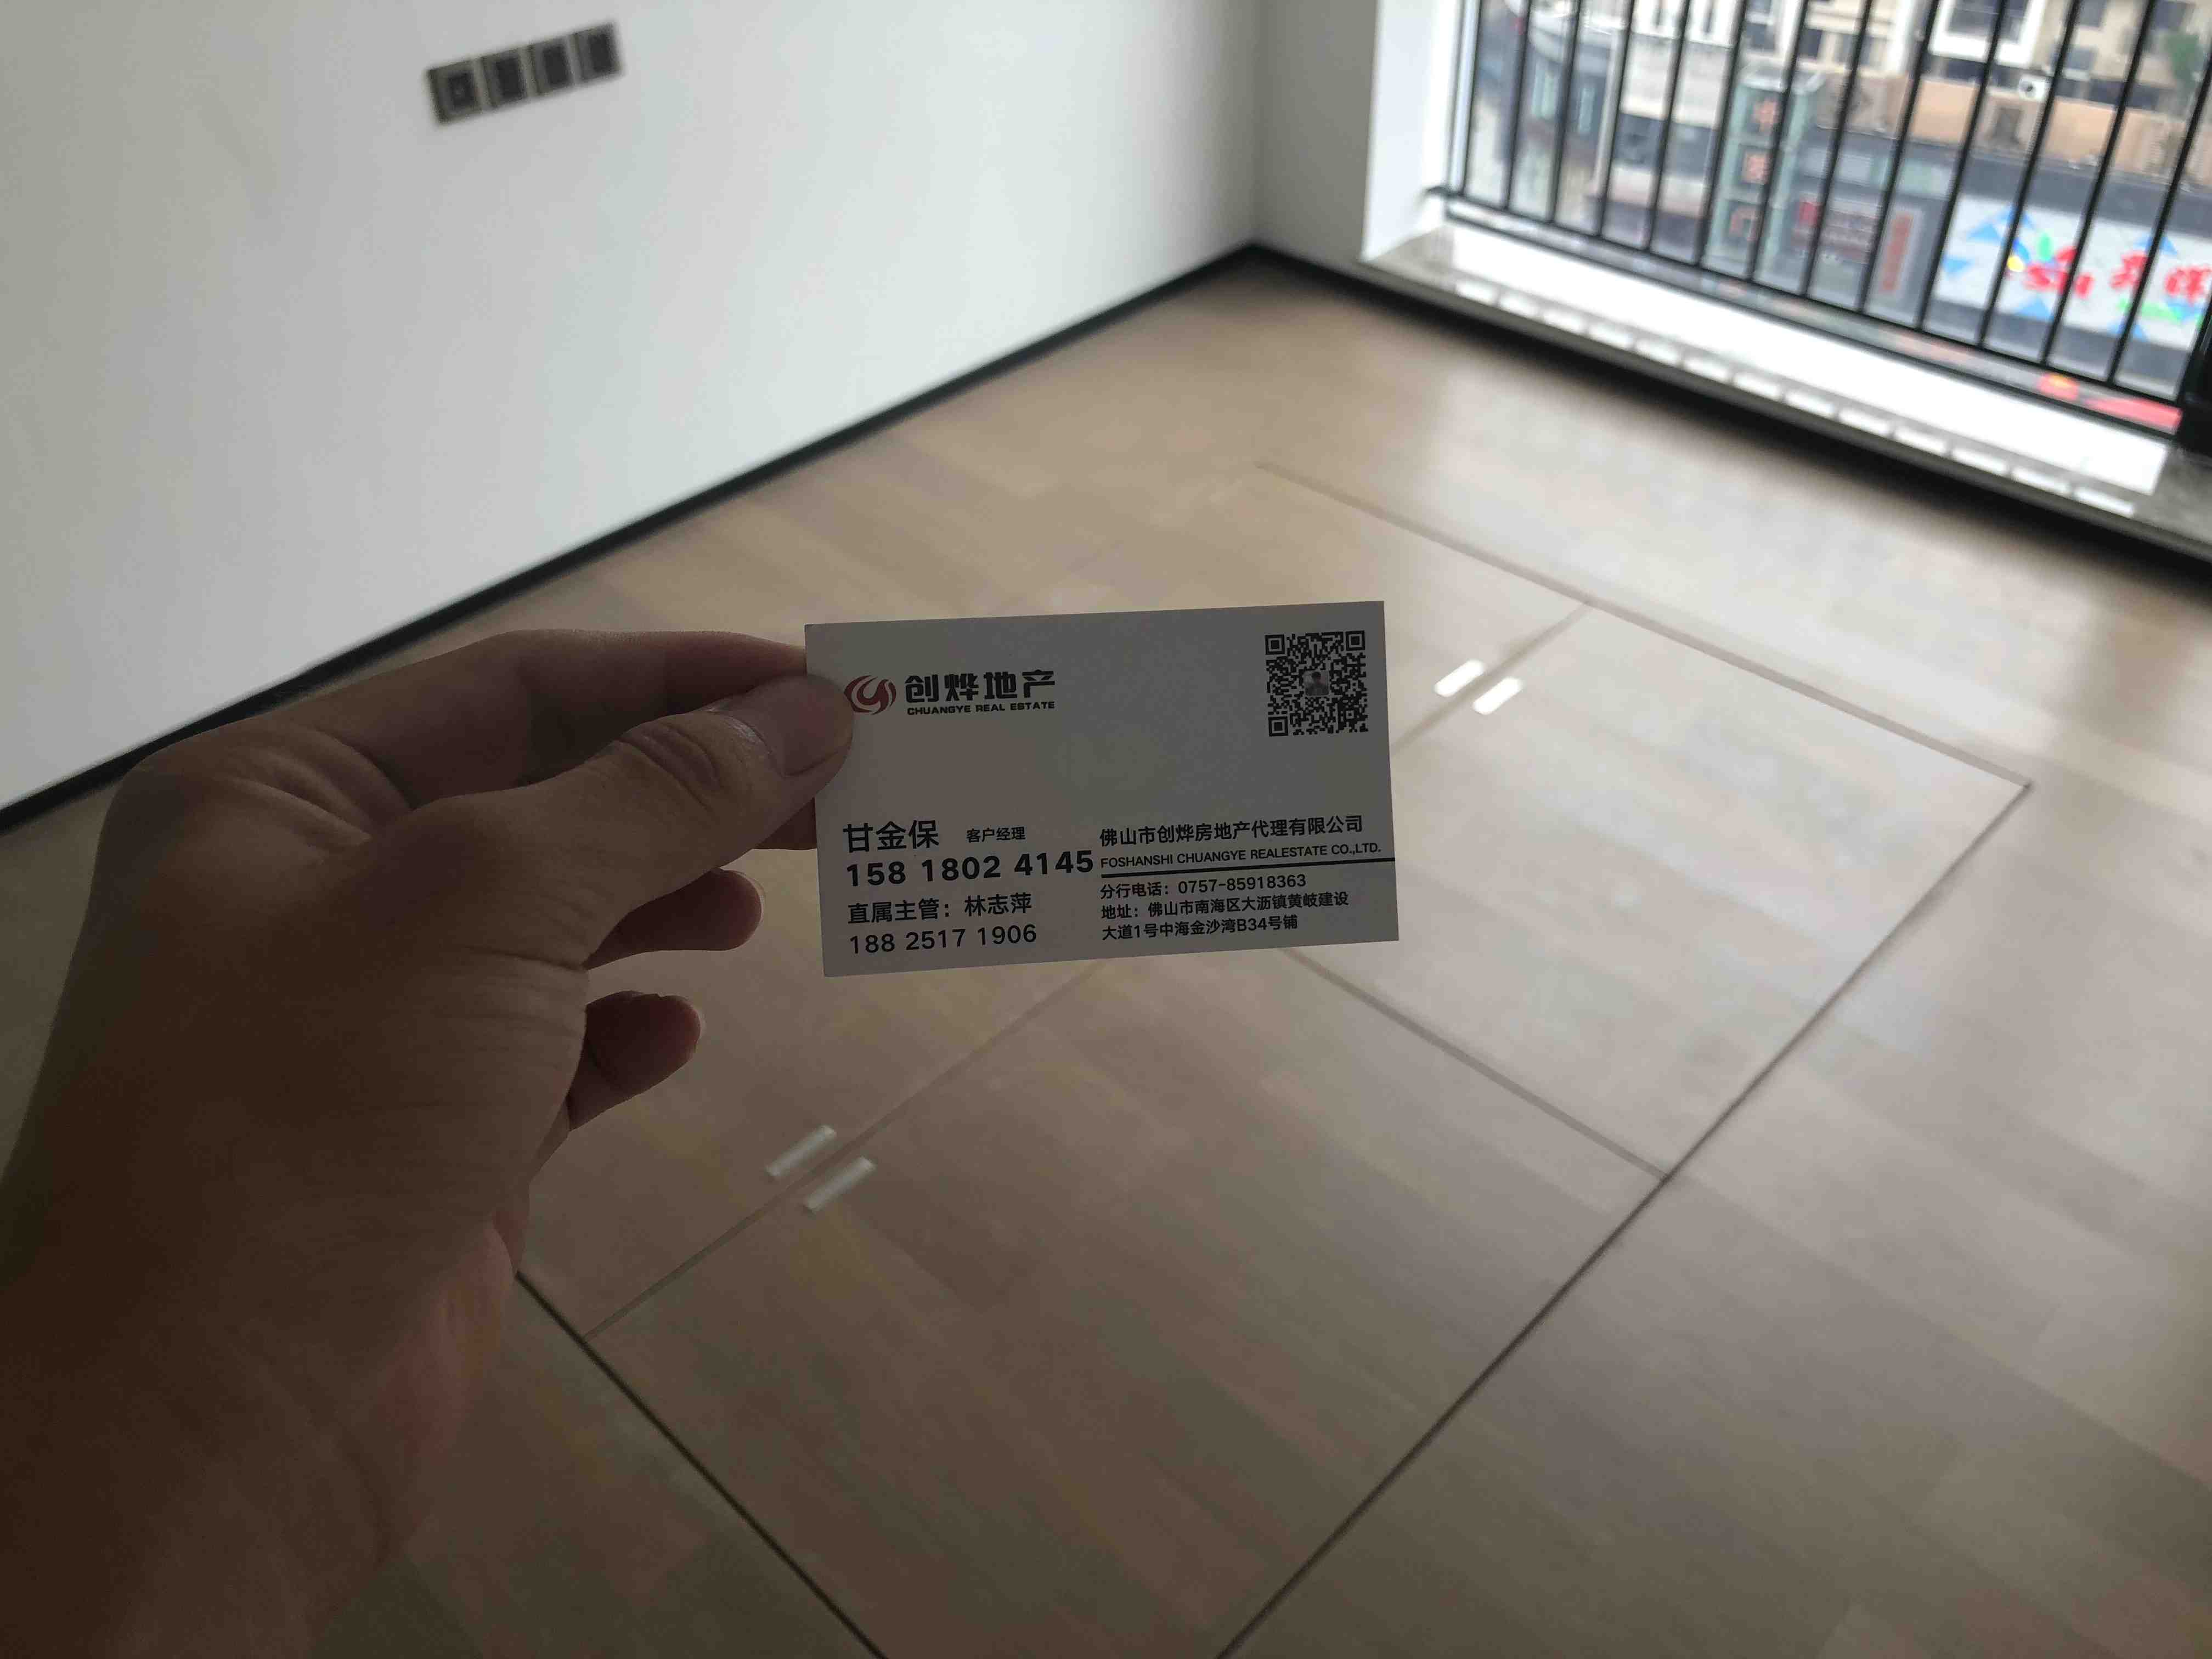 创烨地产
CHUANGYE REAL ESTATE
甘金保 客户经理
158 1802 4145
直属主管：林志萍
188 2517 1906
佛山市创烨房地产代理有限公司
FOSHANSHI CHUANGYE REALESTATE CO.,LTD.
分行电话：0757-85918363
地址：佛山市南海区大沥镇黄岐建设
大道1号中海金沙湾B34号铺